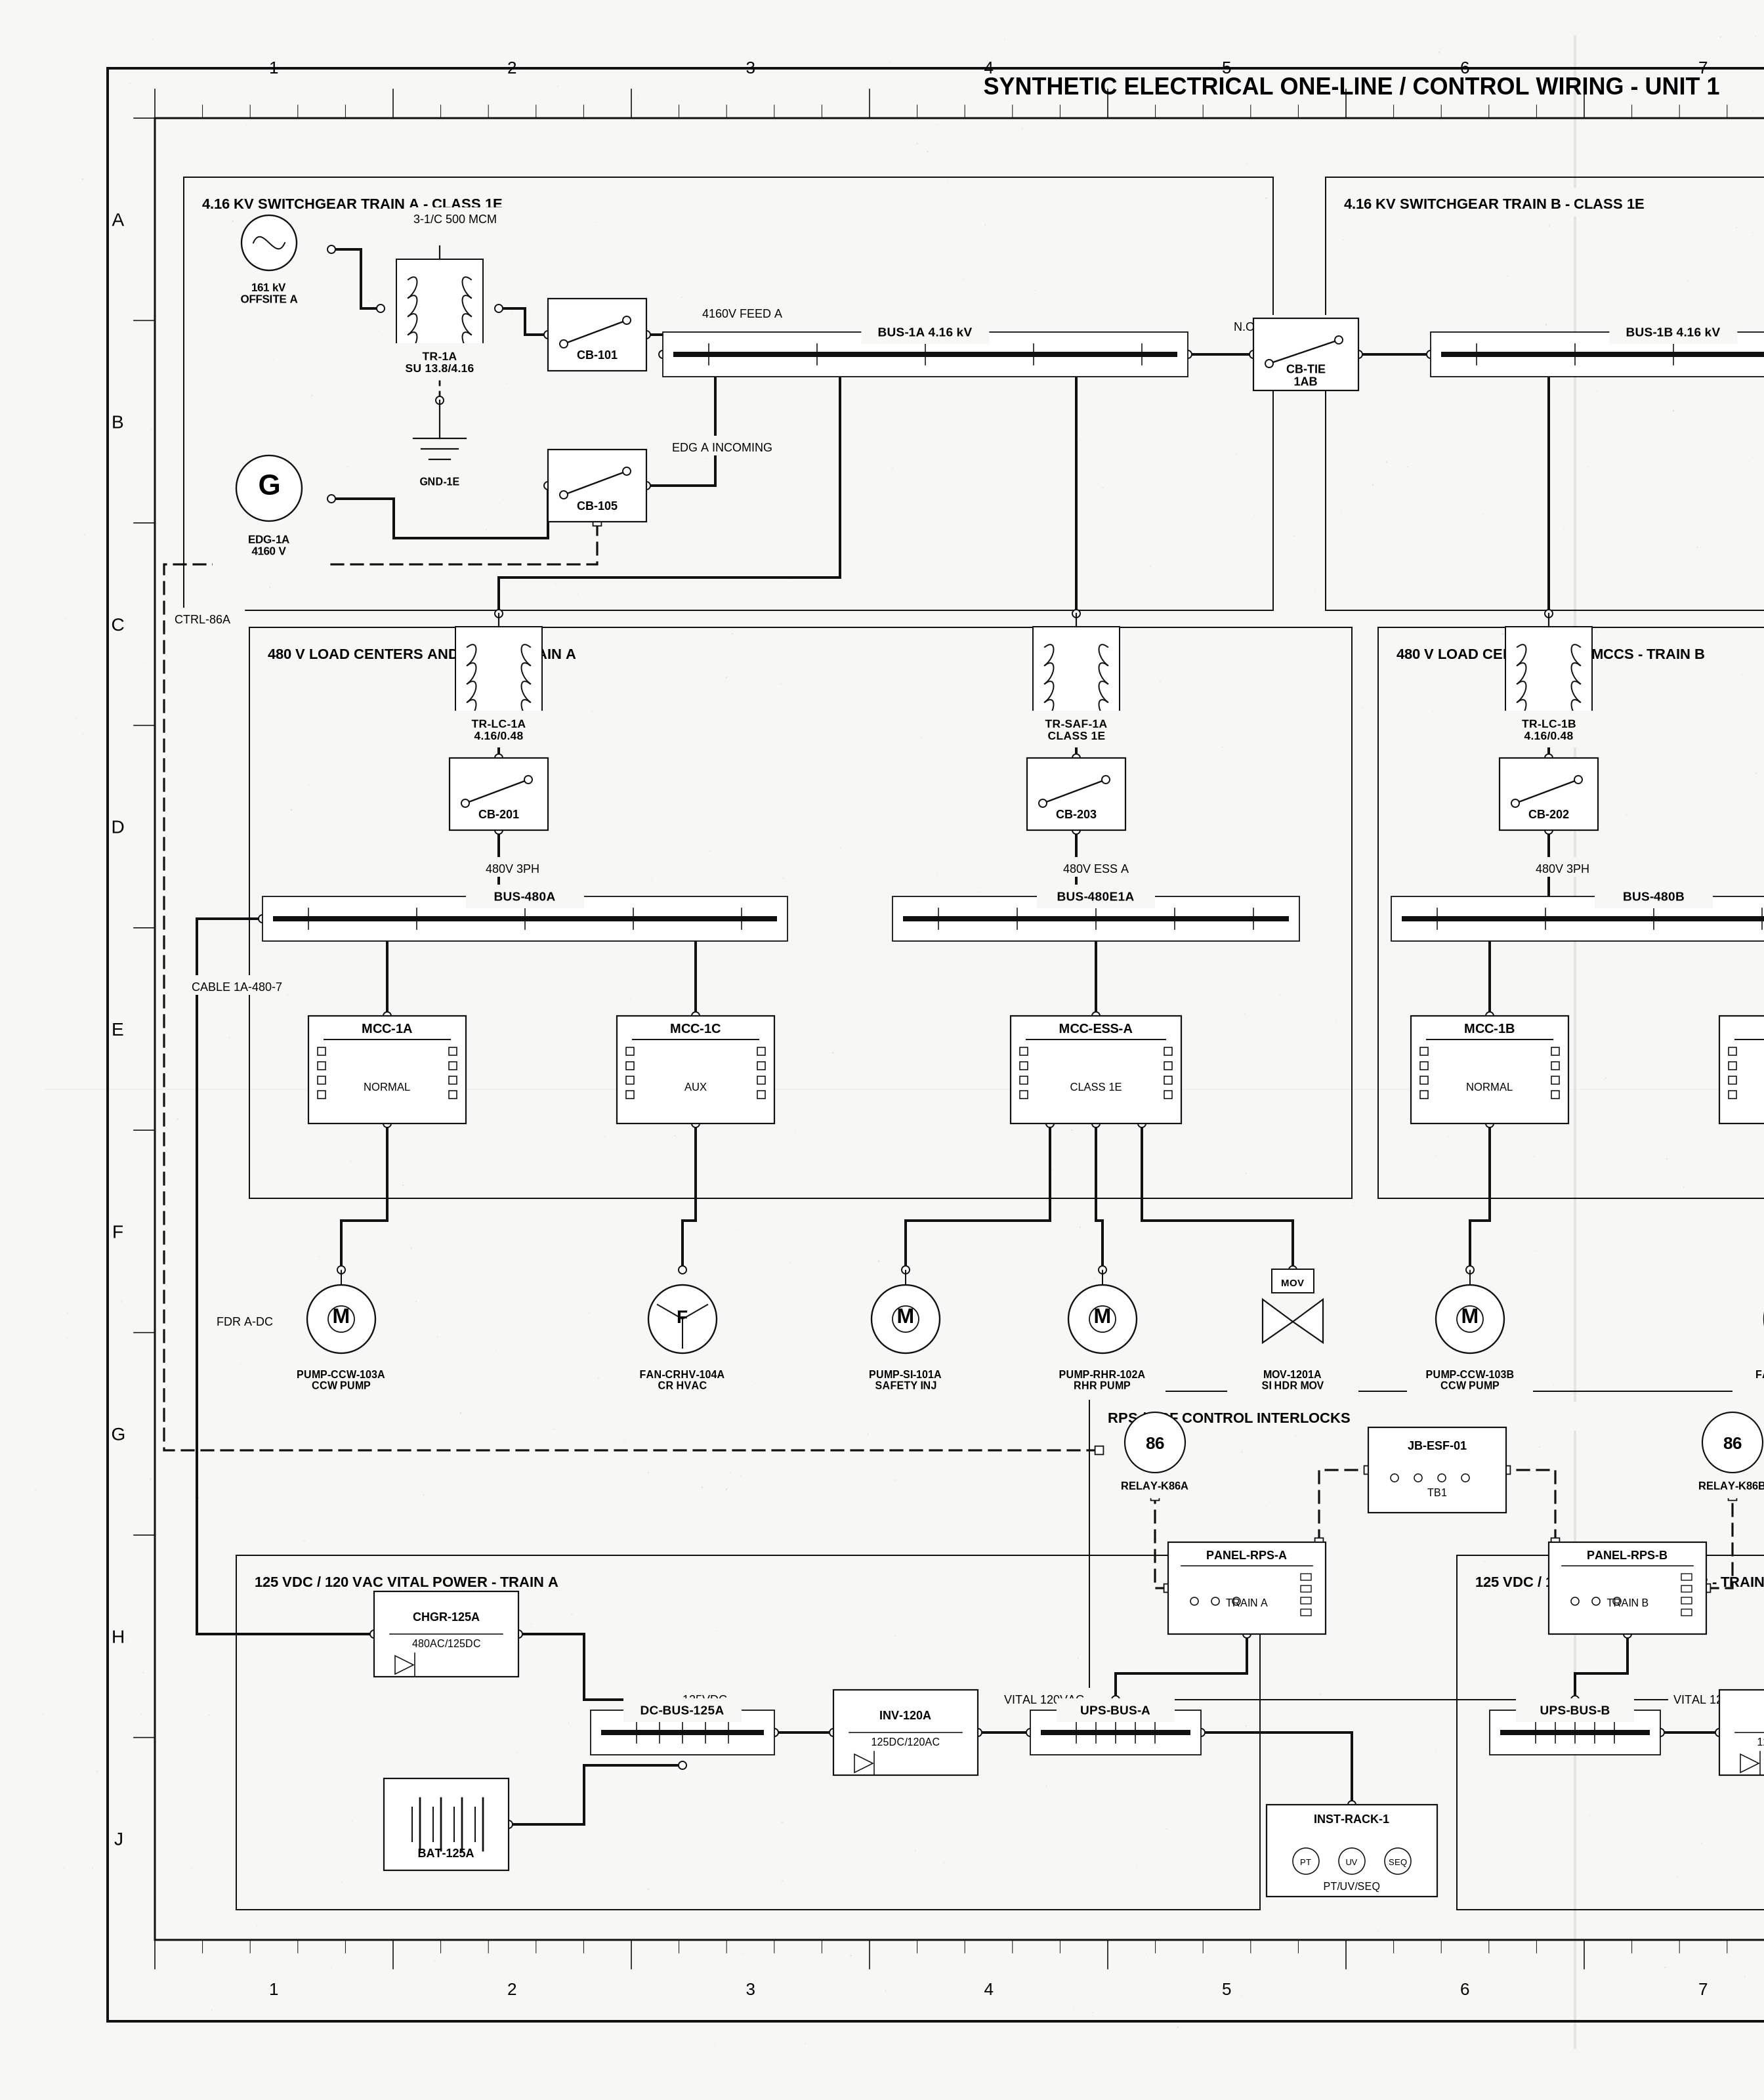 1 2 3 4 5 6 7
SYNTHETIC ELECTRICAL ONE-LINE / CONTROL WIRING - UNIT 1
A
4.16 KV SWITCHGEAR TRAIN A - CLASS 1E
4.16 KV SWITCHGEAR TRAIN B - CLASS 1E
3-1/C 500 MCM
161 kV
OFFSITE A
4160V FEED A
N.O
BUS-1A 4.16 kV
BUS-1B 4.16 kV
TR-1A
SU 13.8/4.16
CB-101
CB-TIE
1AB
B
EDG A INCOMING
G
GND-1E
CB-105
EDG-1A
4160 V
C
CTRL-86A
480 V LOAD CENTERS AND
AIN A
480 V LOAD CE
MCCS - TRAIN B
TR-LC-1A
4.16/0.48
TR-SAF-1A
CLASS 1E
TR-LC-1B
4.16/0.48
D
CB-201
CB-203
CB-202
480V 3PH
480V ESS A
480V 3PH
BUS-480A
BUS-480E1A
BUS-480B
CABLE 1A-480-7
E
MCC-1A
NORMAL
MCC-1C
AUX
MCC-ESS-A
CLASS 1E
MCC-1B
NORMAL
F
MOV
FDR A-DC
M
F
M
M
M
PUMP-CCW-103A
CCW PUMP
FAN-CRHV-104A
CR HVAC
PUMP-SI-101A
SAFETY INJ
PUMP-RHR-102A
RHR PUMP
MOV-1201A
SI HDR MOV
PUMP-CCW-103B
CCW PUMP
G
RPS
F CONTROL INTERLOCKS
86
RELAY-K86A
JB-ESF-01
TB1
86
RELAY-K86B
H
125 VDC / 120 VAC VITAL POWER - TRAIN A
PANEL-RPS-A
TRAIN A
125 VDC / 1
PANEL-RPS-B
TRAIN B
- TRAIN
CHGR-125A
480AC/125DC
125VDC
DC-BUS-125A
INV-120A
125DC/120AC
VITAL 120VAC
UPS-BUS-A
UPS-BUS-B
VITAL 12
J
BAT-125A
INST-RACK-1
PT UV SEQ
PT/UV/SEQ
1 2 3 4 5 6 7